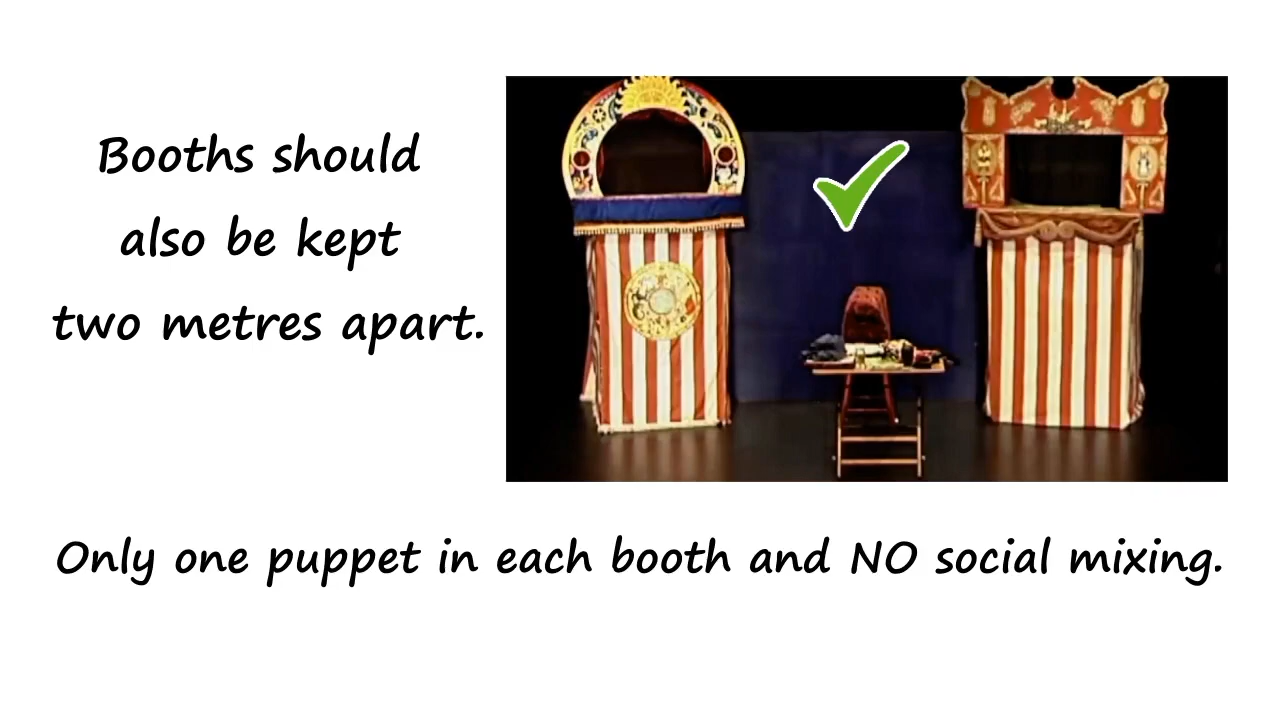 Booths should
also be kept
two metres apart.
Only one puppet in each booth and NO social mixing.